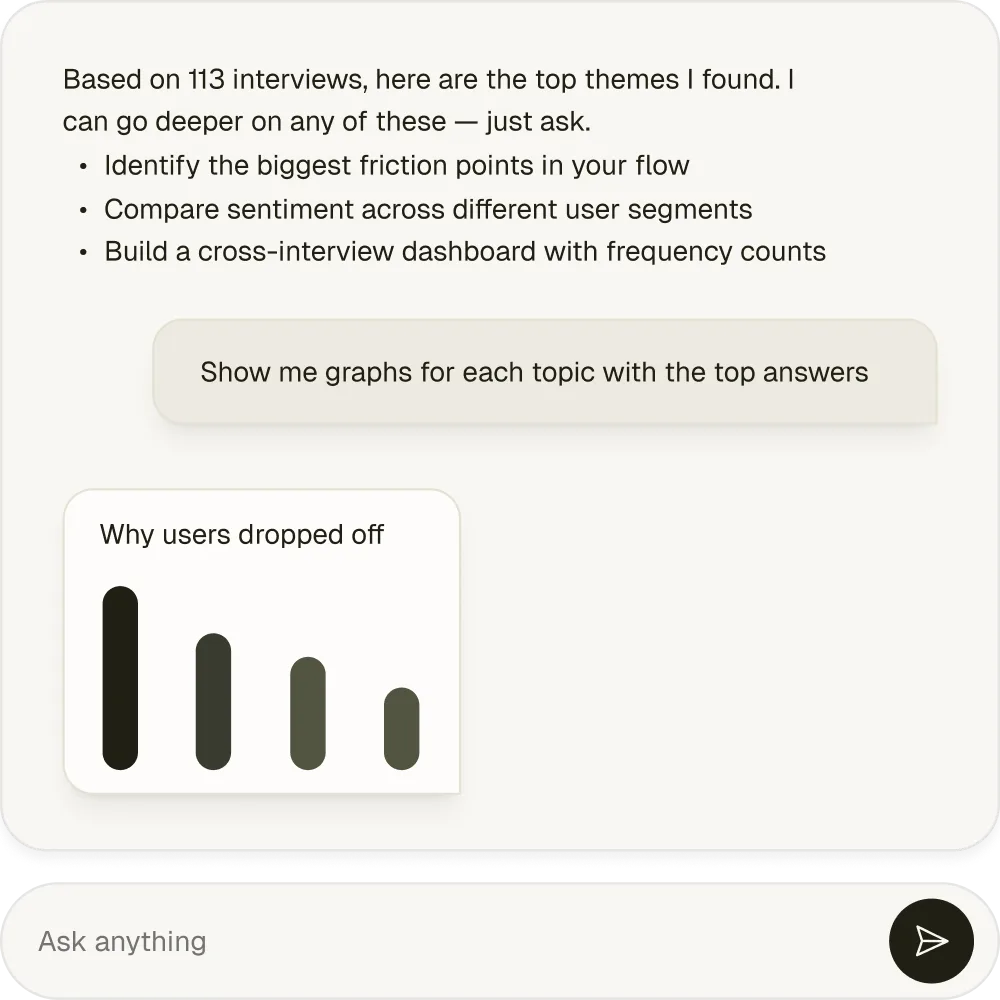 Based on 113 interviews, here are the top themes I found. I
can go deeper on any of these — just ask.
• Identify the biggest friction points in your flow
• Compare sentiment across different user segments
• Build a cross-interview dashboard with frequency counts
Show me graphs for each topic with the top answers
Why users dropped off
Ask anything